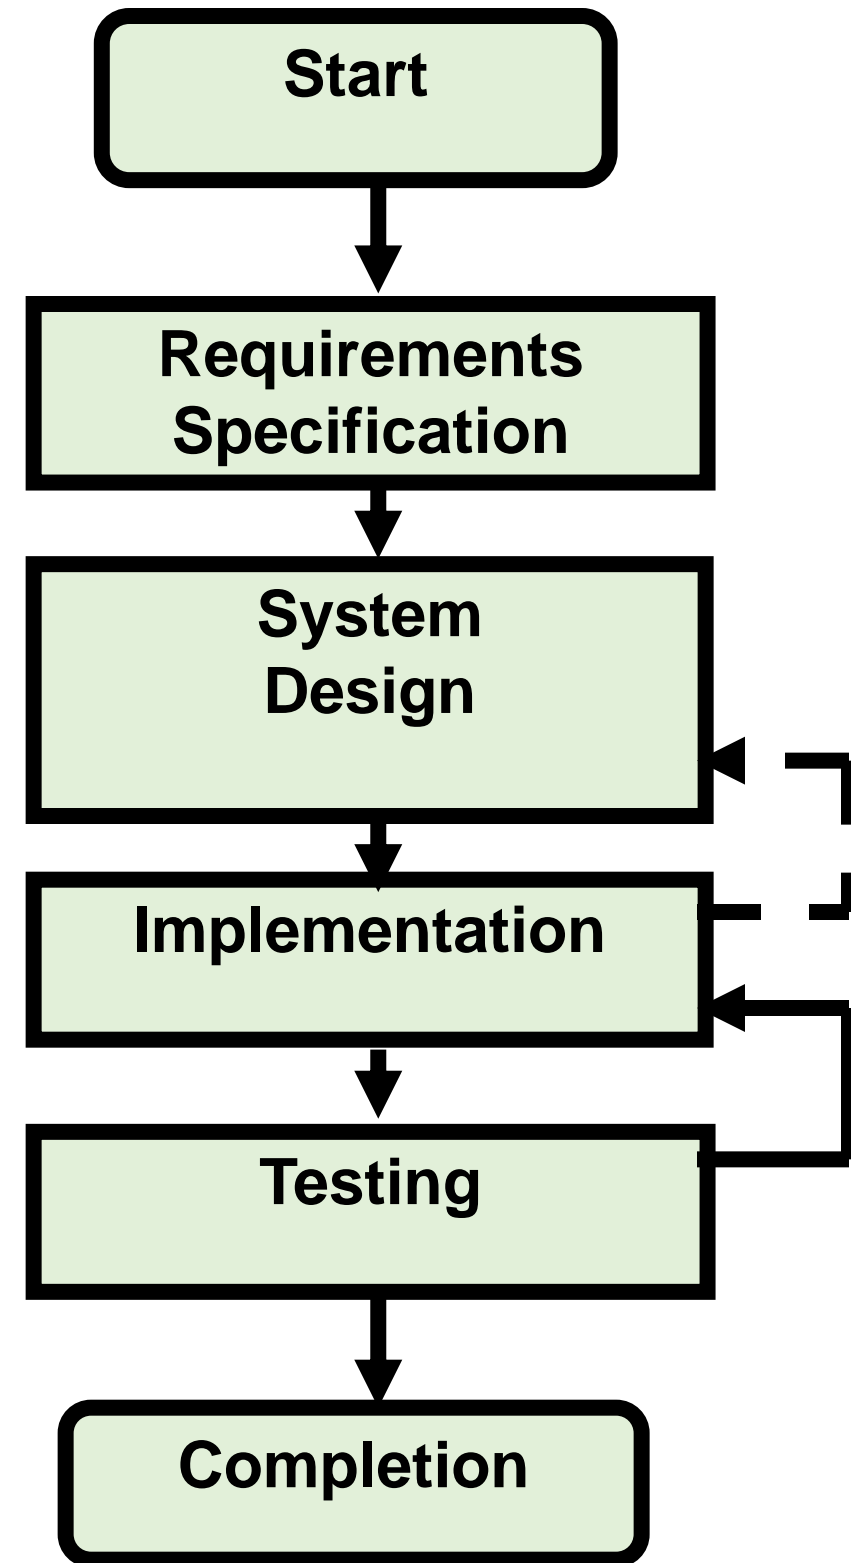 Start
Requirements
Specification
System
Design
Implementation
Testing
Completion